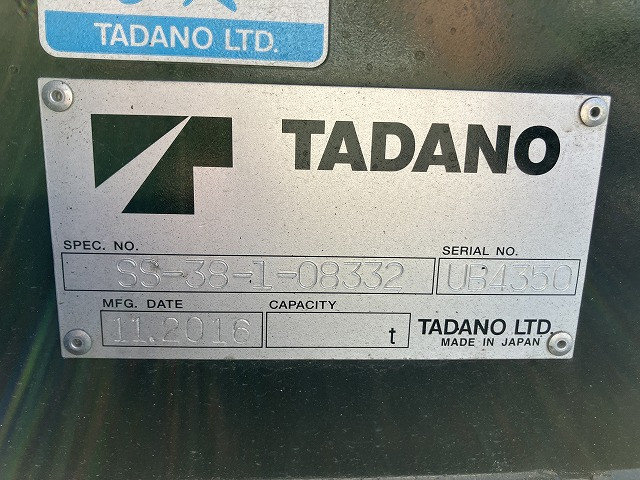 TADANO LTD.
TADANO
SPEC. NO.
SS-38-1-08332
SERIAL NO.
UB4350
MFG. DATE
11.2016
CAPACITY
t
TADANO LTD.
MADE IN JAPAN